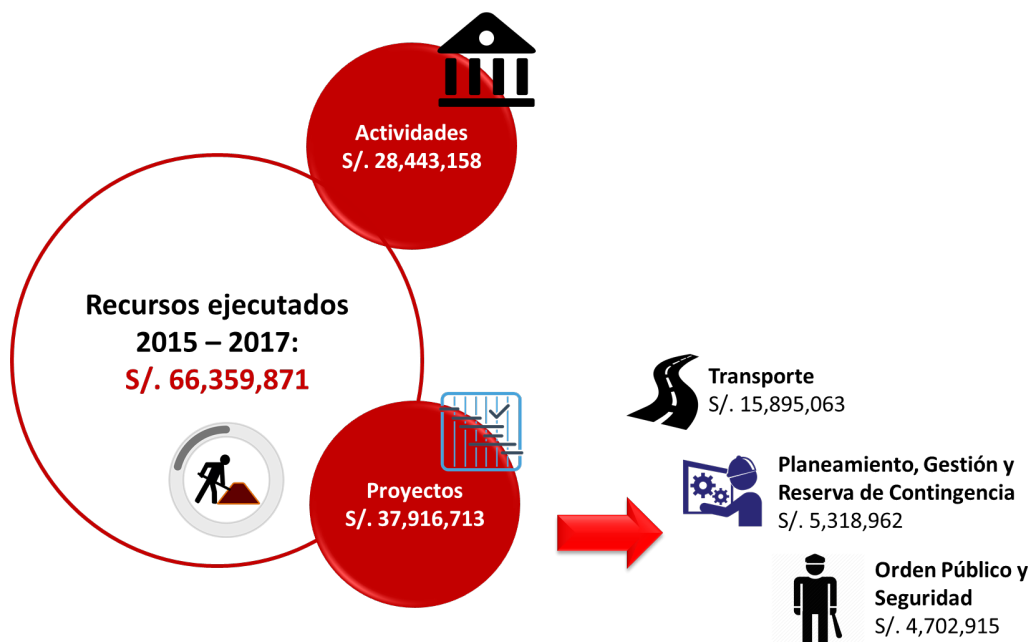 Actividades
S/. 28,443,158
Recursos ejecutados
2015 – 2017:
S/. 66,359,871
Proyectos
S/. 37,916,713
Transporte
S/. 15,895,063
Planeamiento, Gestión y
Reserva de Contingencia
S/. 5,318,962
Orden Público y
Seguridad
S/. 4,702,915